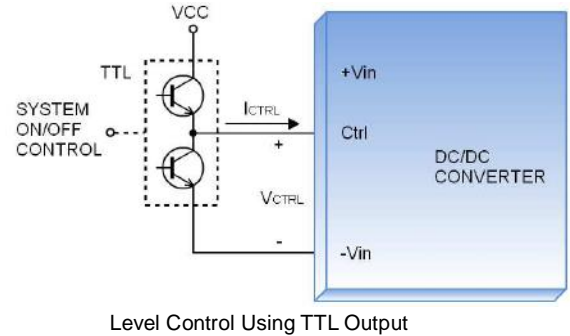 VCC
TTL
SYSTEM
ON/OFF
CONTROL
ICTRL
+
VCTRL
-
+Vin
Ctrl
DC/DC
CONVERTER
-Vin
Level Control Using TTL Output